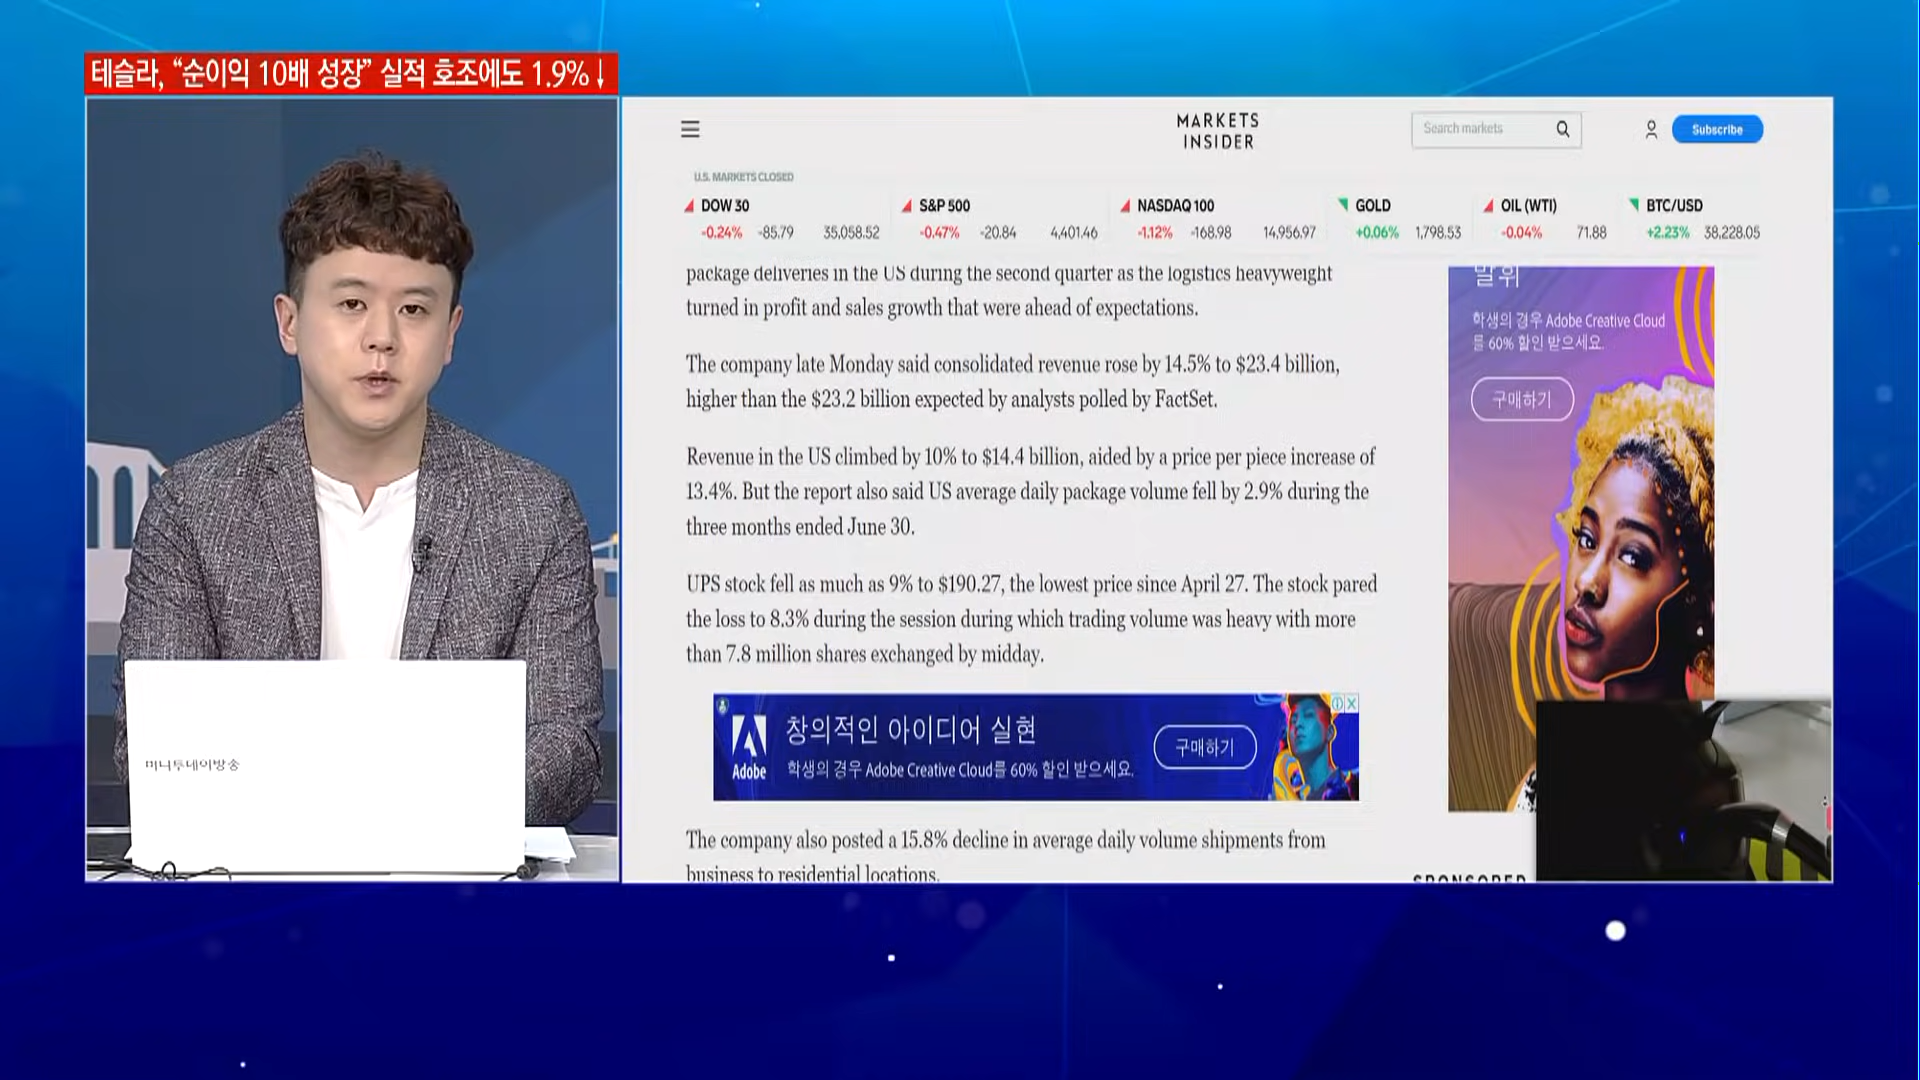 테슬라, “순이익 10배 성장” 실적 호조에도 1.9%↓
MARKETS
INSIDER
Search markets
Subscribe
U.S. MARKETS CLOSED
DOW 30
-0.24% -85.79 35,058.52
S&P 500
-0.47% -20.84 4,401.46
NASDAQ 100
-1.12% -168.98 14,956.97
GOLD
+0.06% 1,798.53
OIL (WTI)
-0.04% 71.88
BTC/USD
+2.23% 38,228.05
package deliveries in the US during the second quarter as the logistics heavyweight
turned in profit and sales growth that were ahead of expectations.
The company late Monday said consolidated revenue rose by 14.5% to $23.4 billion,
higher than the $23.2 billion expected by analysts polled by FactSet.
Revenue in the US climbed by 10% to $14.4 billion, aided by a price per piece increase of
13.4%. But the report also said US average daily package volume fell by 2.9% during the
three months ended June 30.
UPS stock fell as much as 9% to $190.27, the lowest price since April 27. The stock pared
the loss to 8.3% during the session during which trading volume was heavy with more
than 7.8 million shares exchanged by midday.
Adobe
창의적인 아이디어 실현
학생의 경우 Adobe Creative Cloud를 60% 할인 받으세요.
구매하기
The company also posted a 15.8% decline in average daily volume shipments from
business to residential locations.
발휘
학생의 경우 Adobe Creative Cloud
를 60% 할인 받으세요.
구매하기
SPONSORED
머니투데이방송